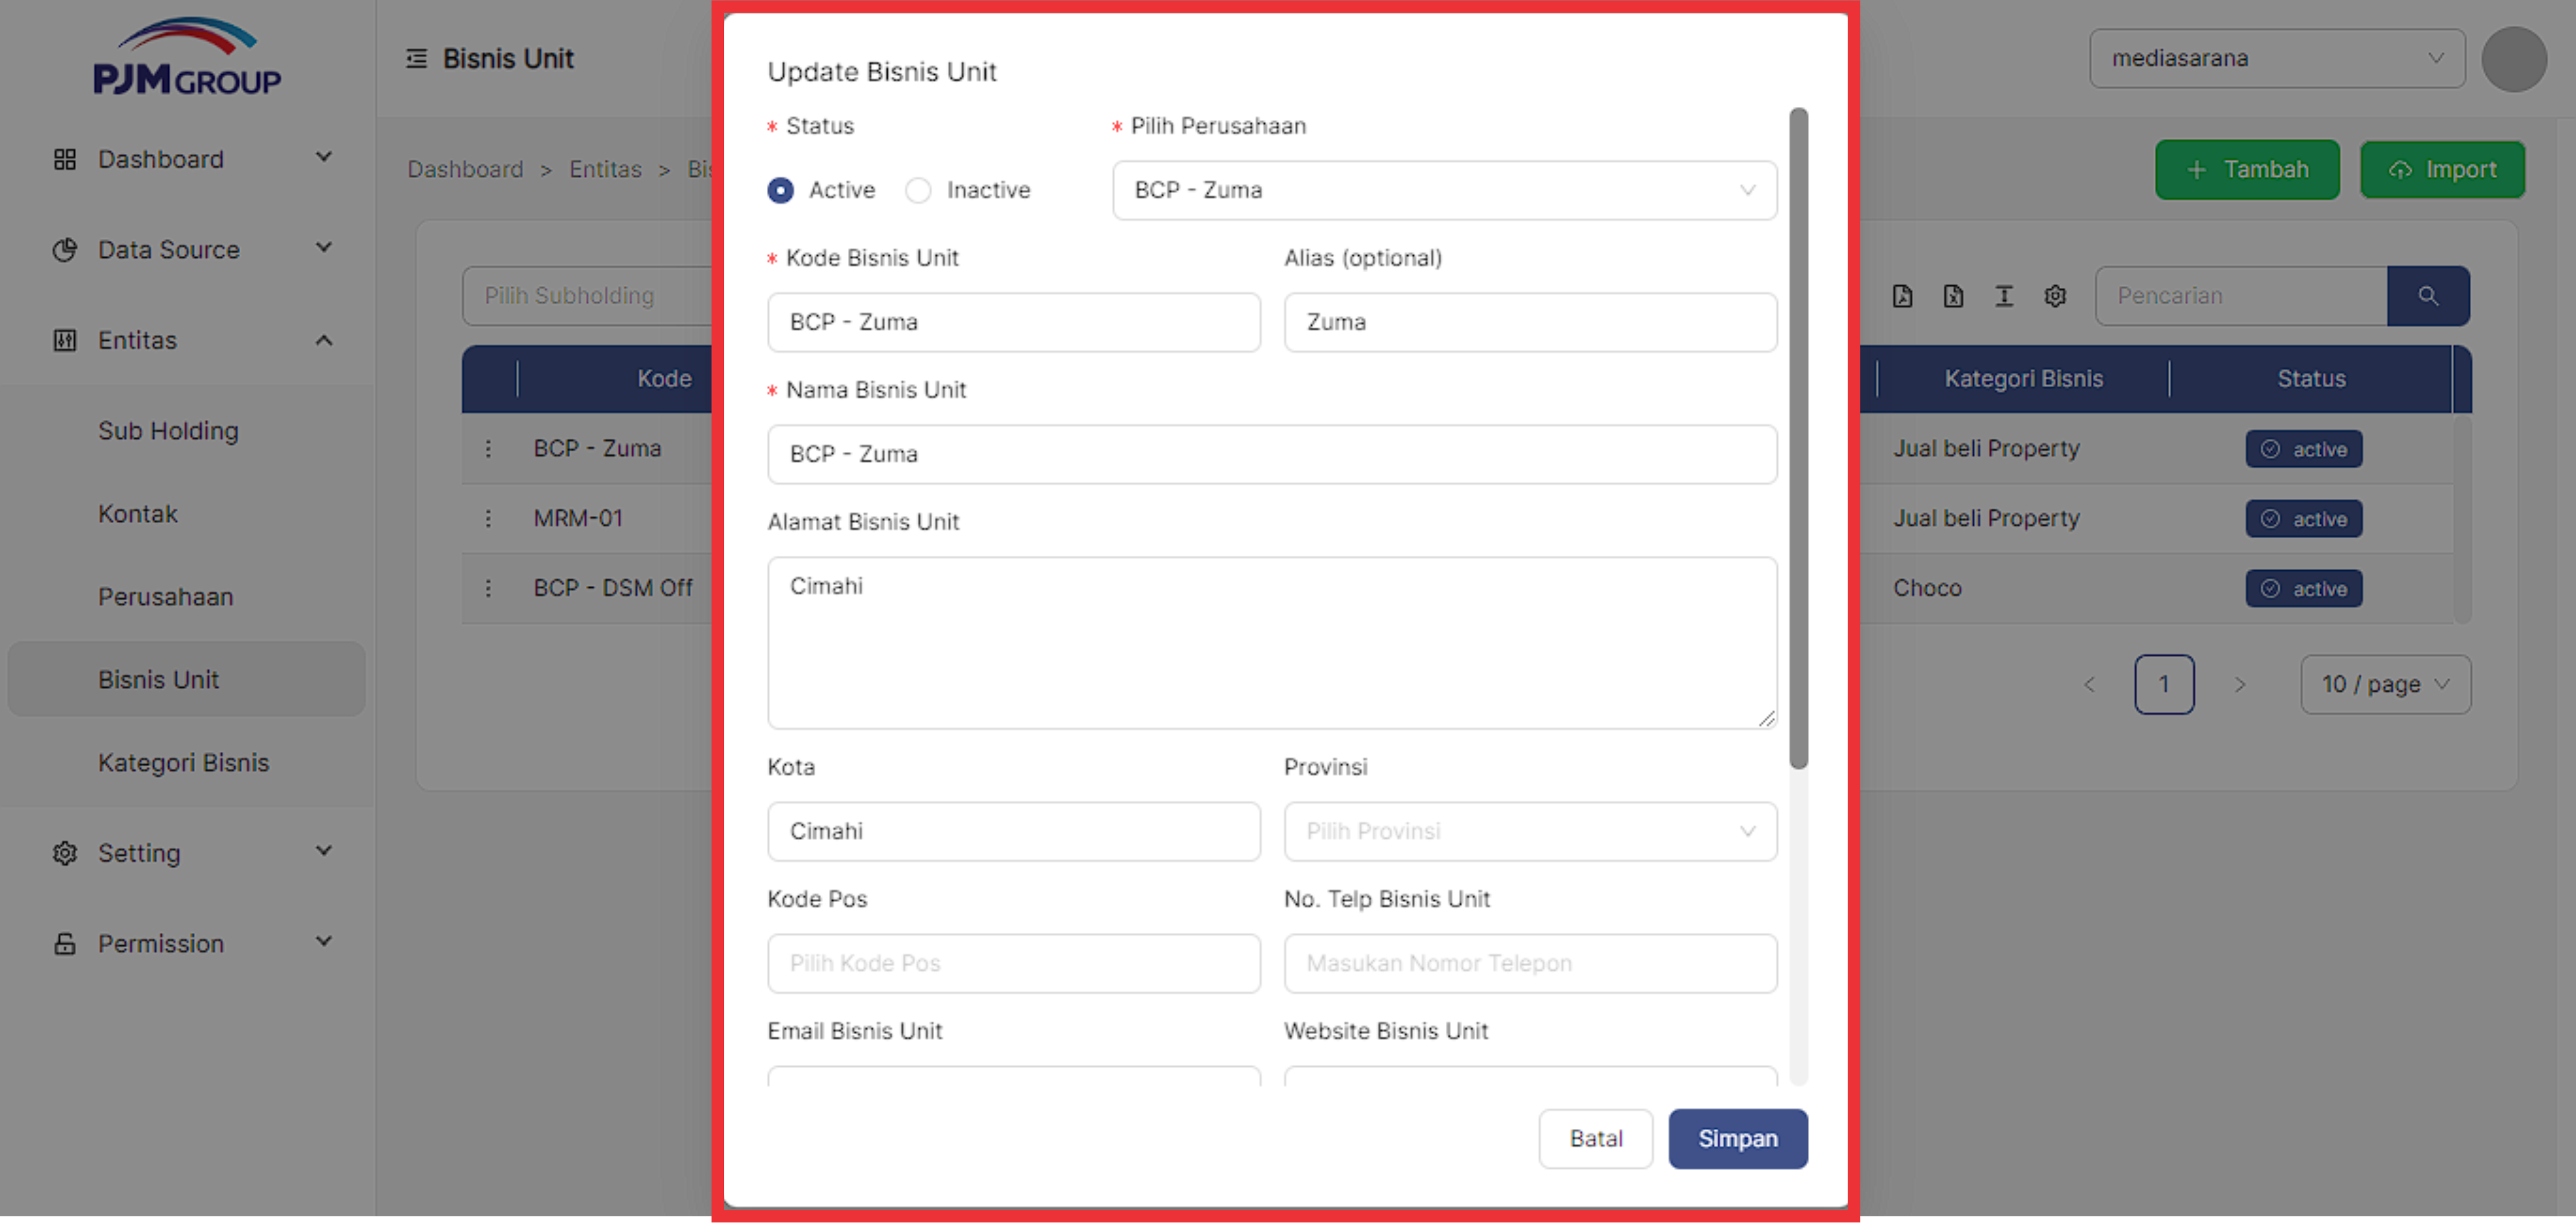 PJM GROUP
Dashboard
Data Source
Entitas
Sub Holding
Kontak
Perusahaan
Bisnis Unit
Kategori Bisnis
Setting
Permission
Bisnis Unit
mediasarana
Dashboard > Entitas > Bis
Tambah
Import
Pilih Subholding
Pencarian
Kode
Kategori Bisnis
Status
BCP - Zuma
Jual beli Property
active
MRM-01
Jual beli Property
active
BCP - DSM Off
Choco
active
< 1 >
10 / page
Update Bisnis Unit
* Status
* Pilih Perusahaan
Active
Inactive
BCP - Zuma
* Kode Bisnis Unit
Alias (optional)
BCP - Zuma
Zuma
* Nama Bisnis Unit
BCP - Zuma
Alamat Bisnis Unit
Cimahi
Kota
Provinsi
Cimahi
Pilih Provinsi
Kode Pos
No. Telp Bisnis Unit
Pilih Kode Pos
Masukan Nomor Telepon
Email Bisnis Unit
Website Bisnis Unit
Batal
Simpan